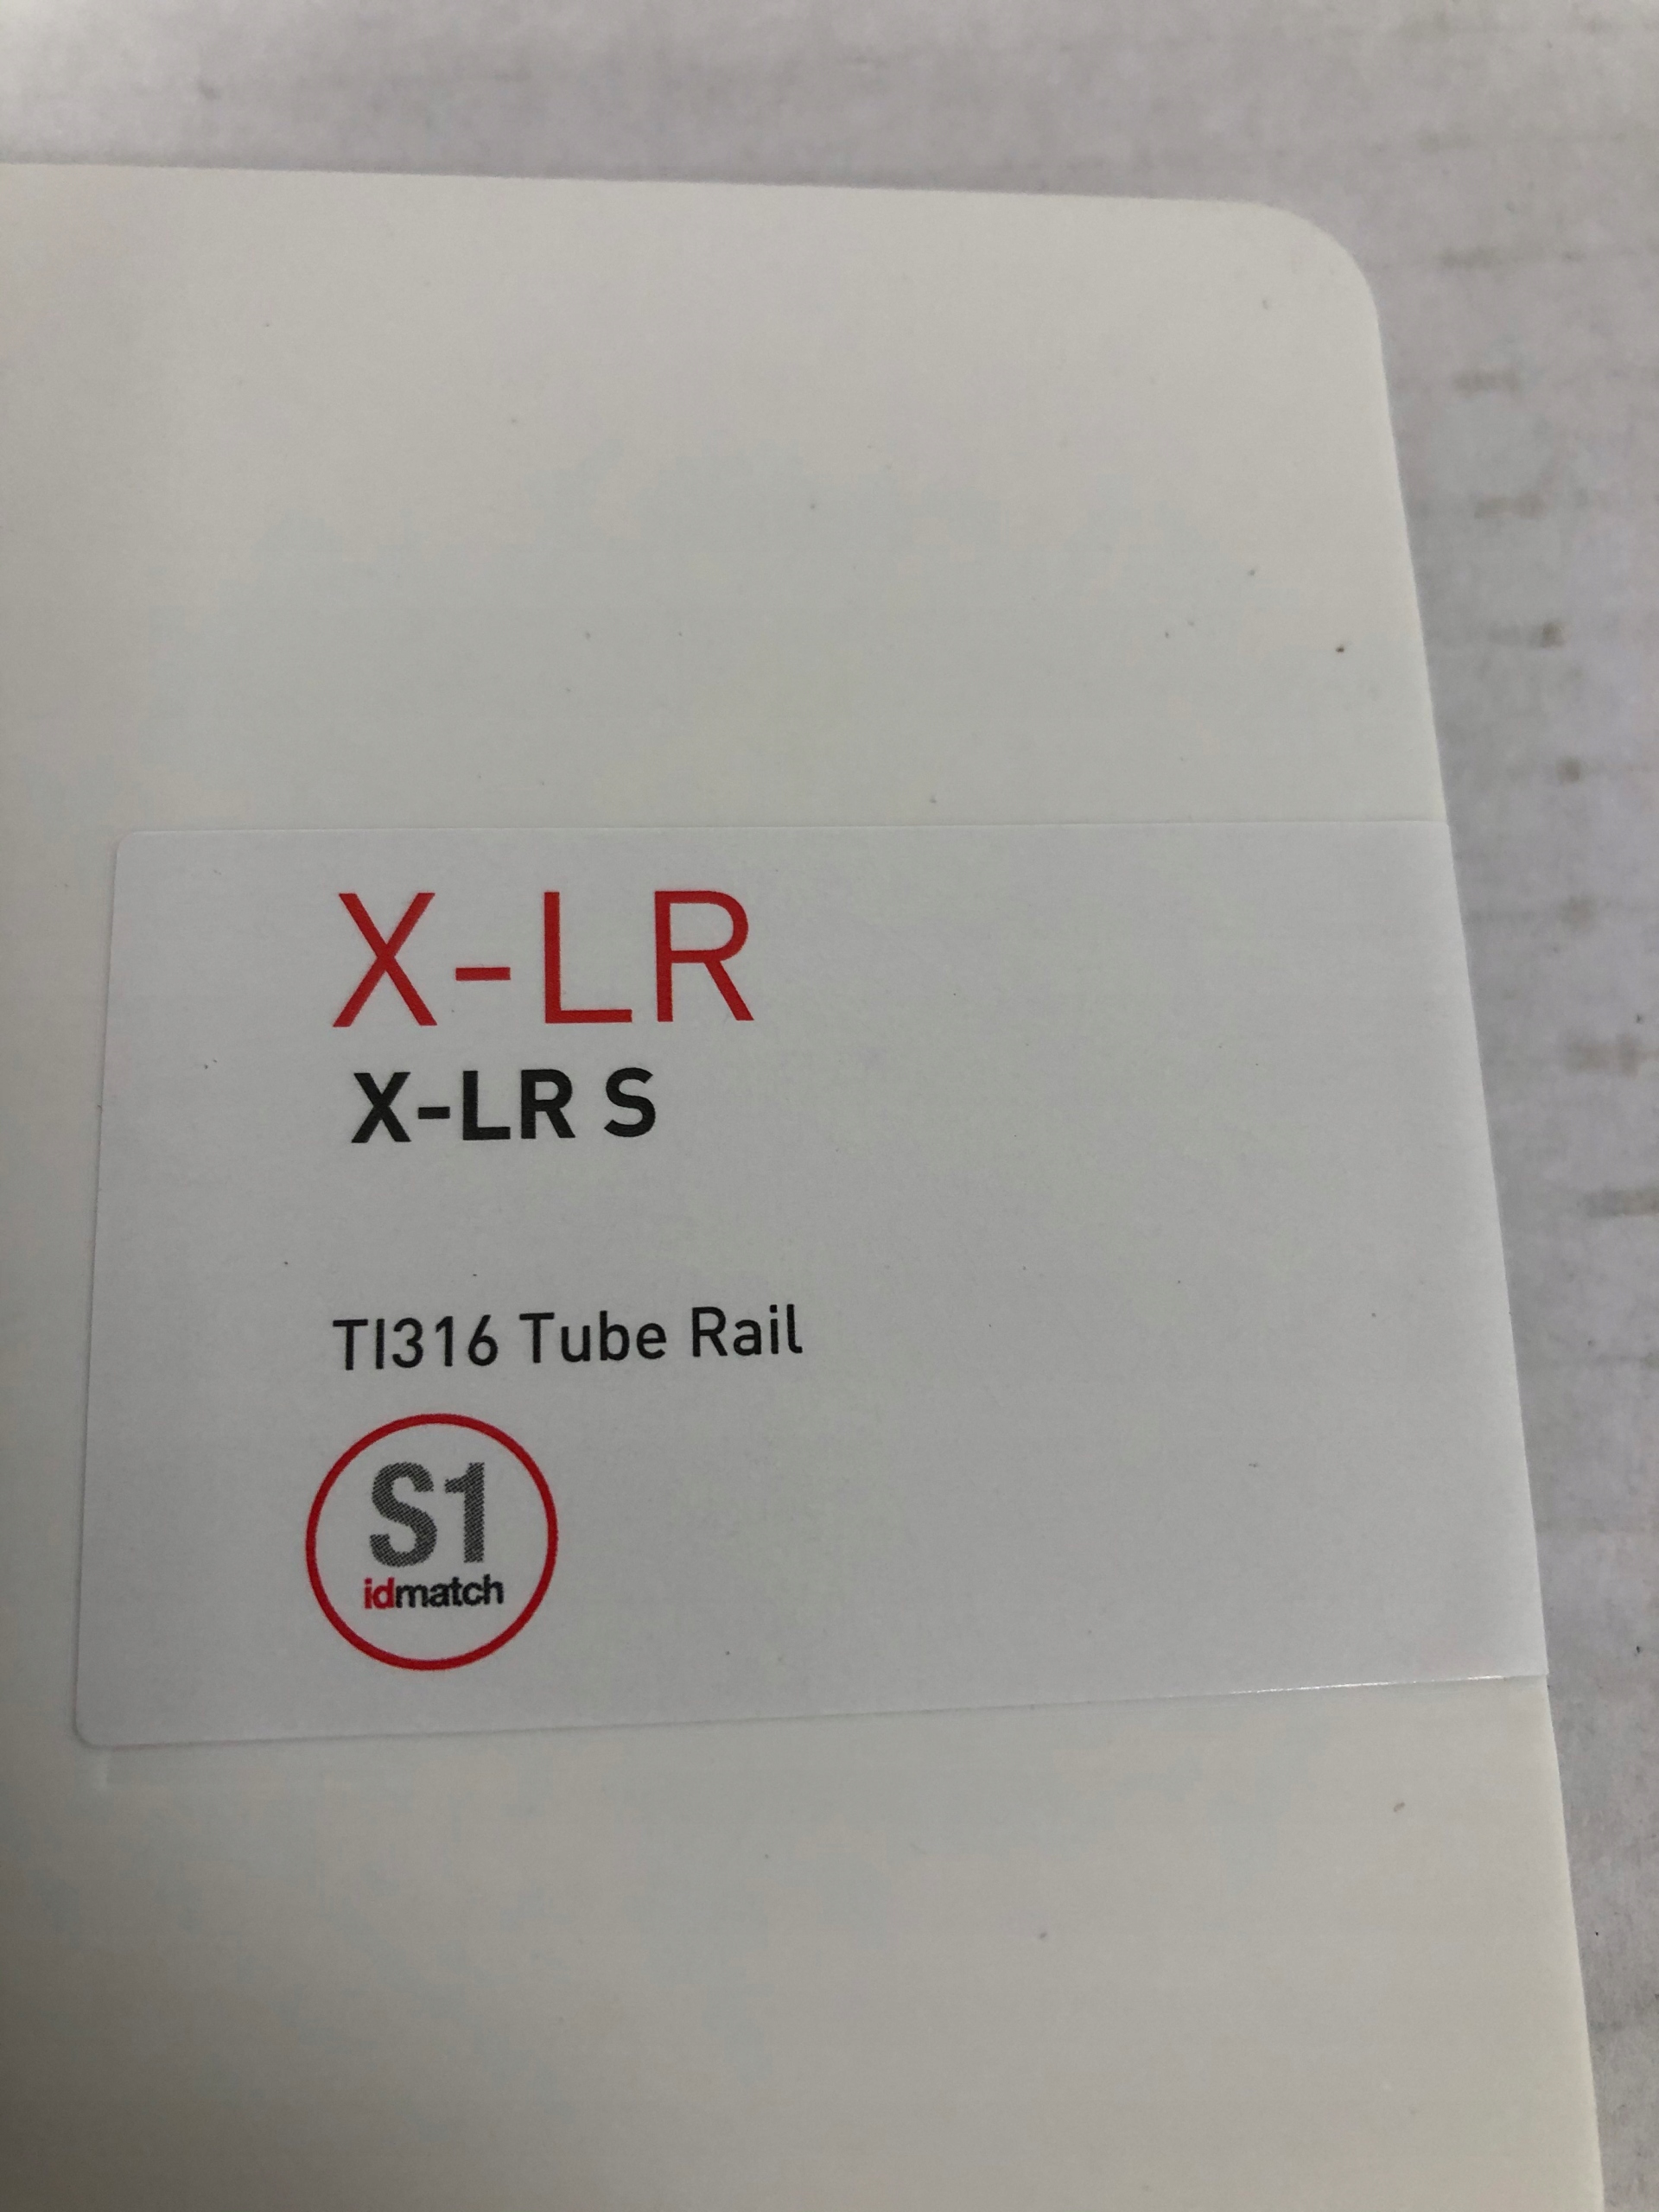 X-LR
X-LR S
TI316 Tube Rail
S1
idmatch